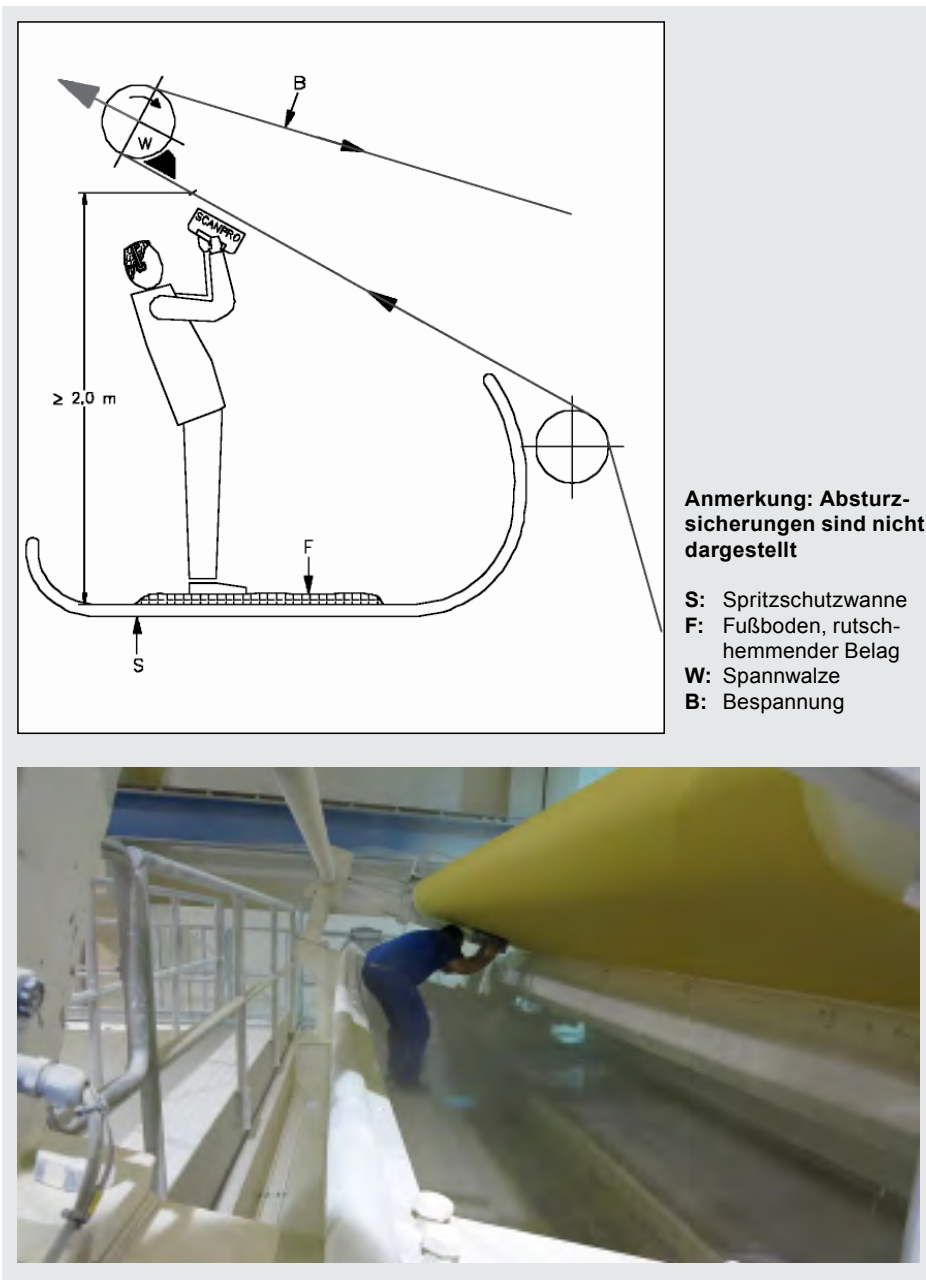 B
W
SCANPRO
≥ 2,0 m
F
S
Anmerkung: Absturz-
sicherungen sind nicht
dargestellt
S: Spritzschutzwanne
F: Fußboden, rutsch-
hemmender Belag
W: Spannwalze
B: Bespannung